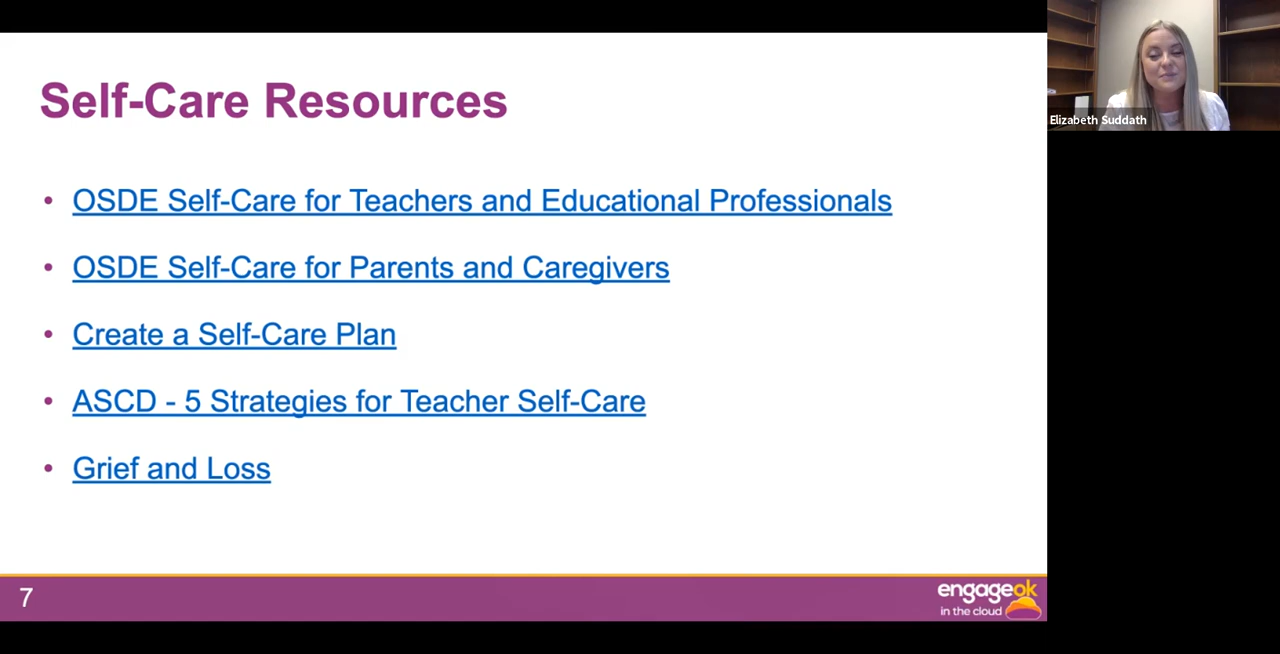 Self-Care Resources
• OSDE Self-Care for Teachers and Educational Professionals
• OSDE Self-Care for Parents and Caregivers
• Create a Self-Care Plan
• ASCD - 5 Strategies for Teacher Self-Care
• Grief and Loss
7
engageok
in the cloud
Elizabeth Suddath